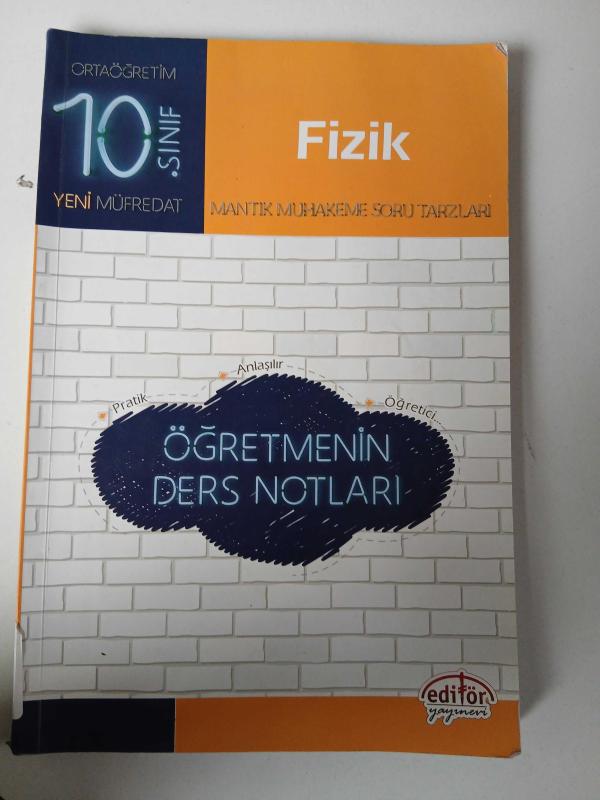 ORTAÖĞRETİM
10.SINIF
YENİ MÜFREDAT
Fizik
MANTIK MUHAKEME SORU TARZLARI
Pratik
Anlaşılır
Öğretici...
ÖĞRETMENİN
DERS NOTLARI
editör
yayınevi